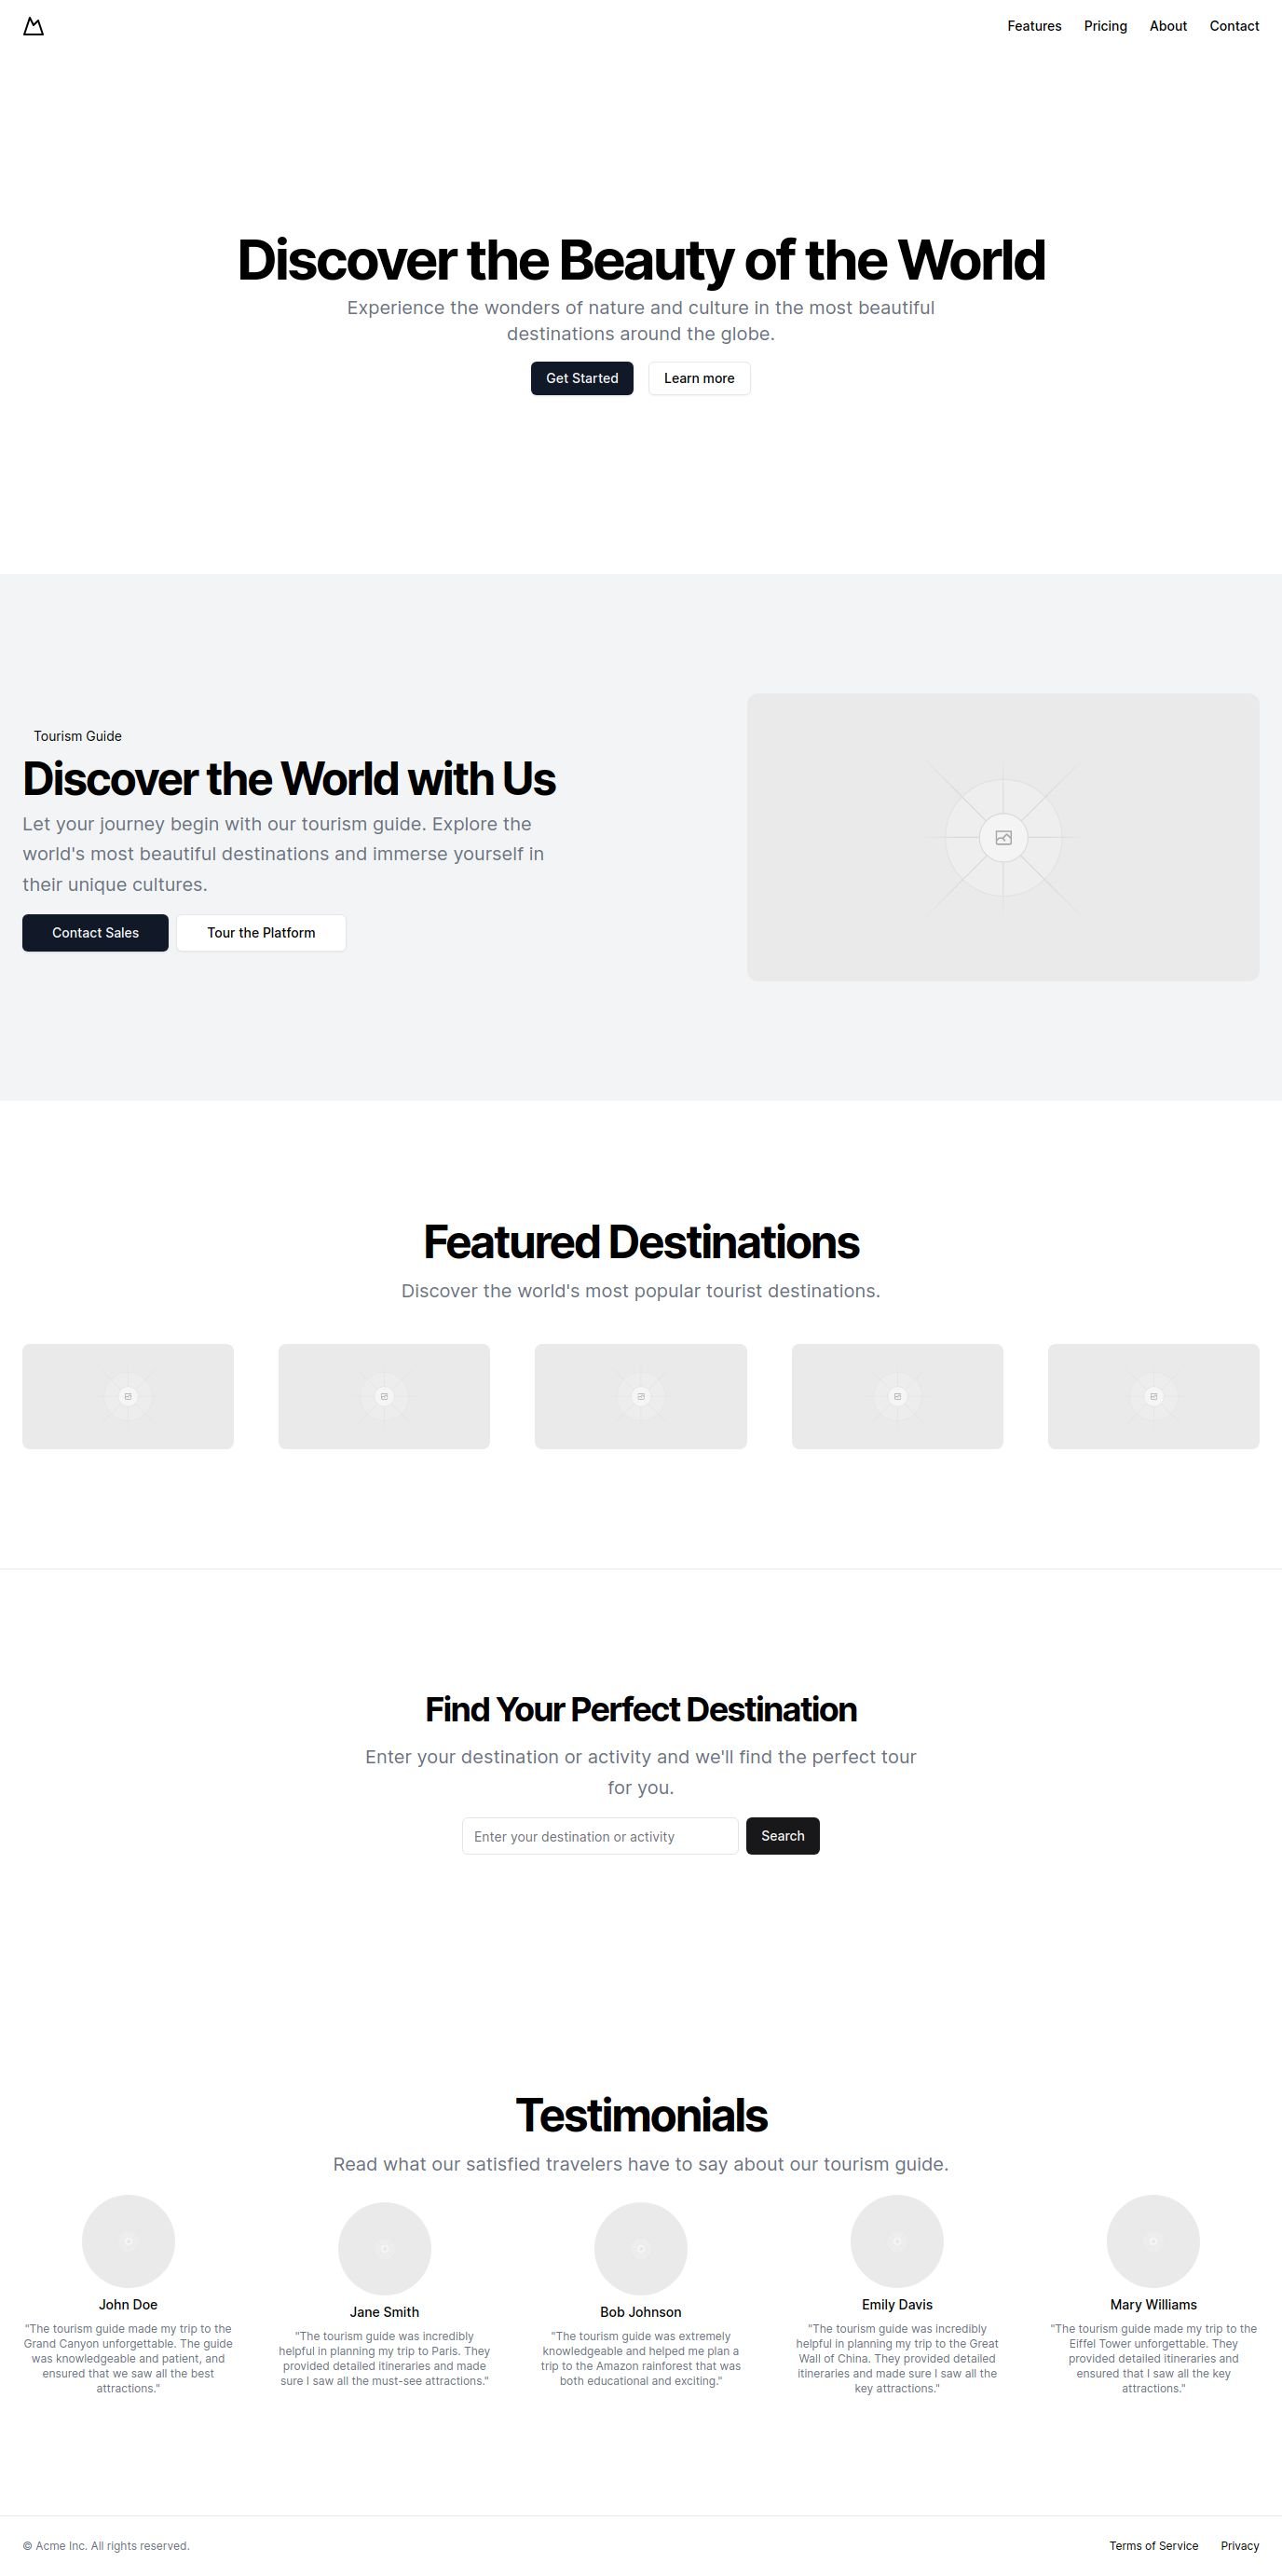 Features Pricing About Contact
Discover the Beauty of the World
Experience the wonders of nature and culture in the most beautiful
destinations around the globe.
Get Started Learn more
Tourism Guide
Discover the World with Us
Let your journey begin with our tourism guide. Explore the
world's most beautiful destinations and immerse yourself in
their unique cultures.
Contact Sales Tour the Platform
Featured Destinations
Discover the world's most popular tourist destinations.
Find Your Perfect Destination
Enter your destination or activity and we'll find the perfect tour
for you.
Enter your destination or activity Search
Testimonials
Read what our satisfied travelers have to say about our tourism guide.
John Doe
"The tourism guide made my trip to the
Grand Canyon unforgettable. The guide
was knowledgeable and patient, and
ensured that we saw all the best
attractions."
Jane Smith
"The tourism guide was incredibly
helpful in planning my trip to Paris. They
provided detailed itineraries and made
sure I saw all the must-see attractions."
Bob Johnson
"The tourism guide was extremely
knowledgeable and helped me plan a
trip to the Amazon rainforest that was
both educational and exciting."
Emily Davis
"The tourism guide was incredibly
helpful in planning my trip to the Great
Wall of China. They provided detailed
itineraries and made sure I saw all the
key attractions."
Mary Williams
"The tourism guide made my trip to the
Eiffel Tower unforgettable. They
provided detailed itineraries and
ensured that I saw all the key
attractions."
© Acme Inc. All rights reserved.
Terms of Service Privacy